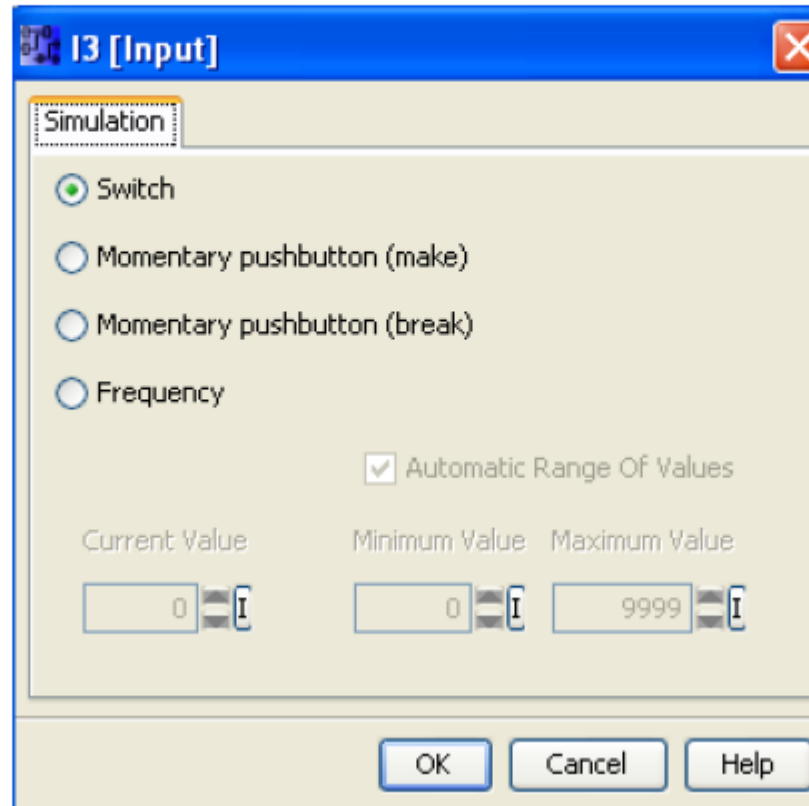 I3 [Input]
Simulation
Switch
Momentary pushbutton (make)
Momentary pushbutton (break)
Frequency
Automatic Range Of Values
Current Value Minimum Value Maximum Value
0 I 0 I 9999 I
OK Cancel Help